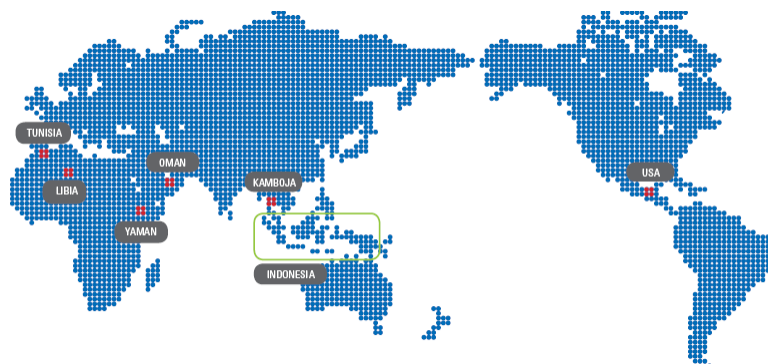 TUNISIA
OMAN
LIBIA
KAMBOJA
USA
YAMAN
INDONESIA